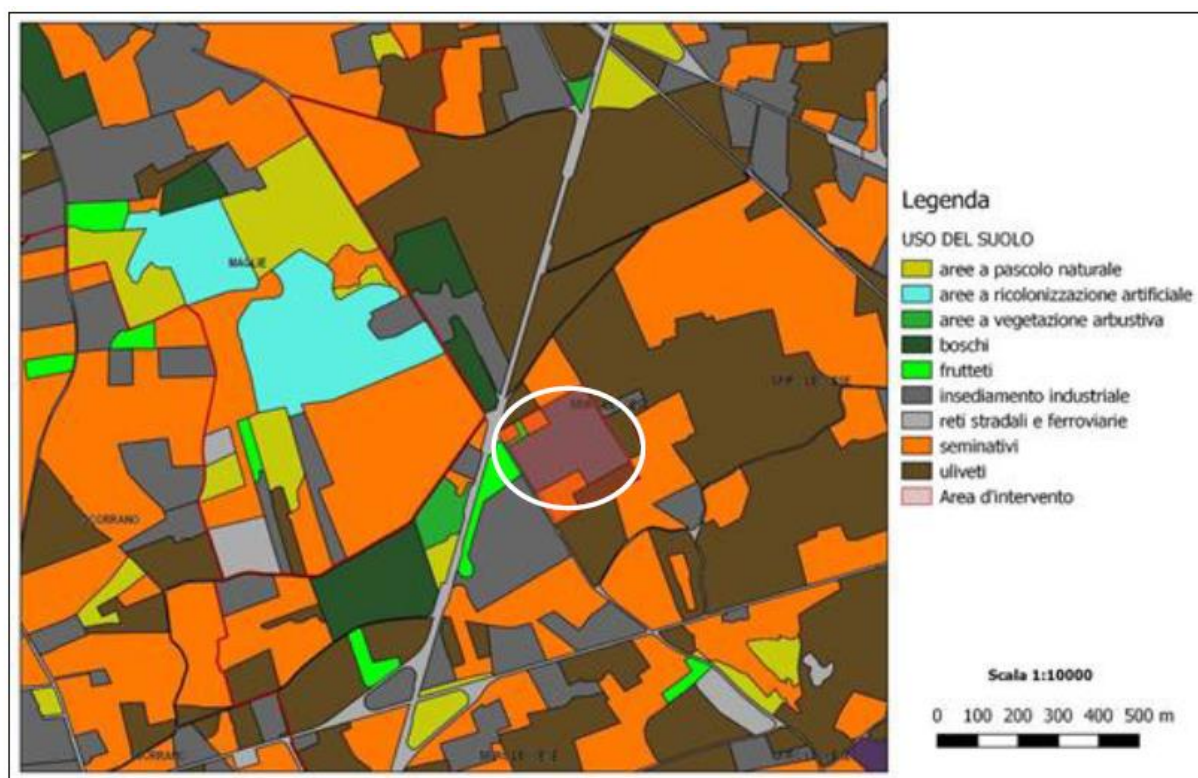 MAGLIE
Legenda
USO DEL SUOLO
aree a pascolo naturale
aree a ricolonizzazione artificiale
aree a vegetazione arbustiva
boschi
frutteti
insediamento industriale
reti stradali e ferroviarie
seminativi
uliveti
Area d'intervento
Scala 1:10000
0 100 200 300 400 500 m